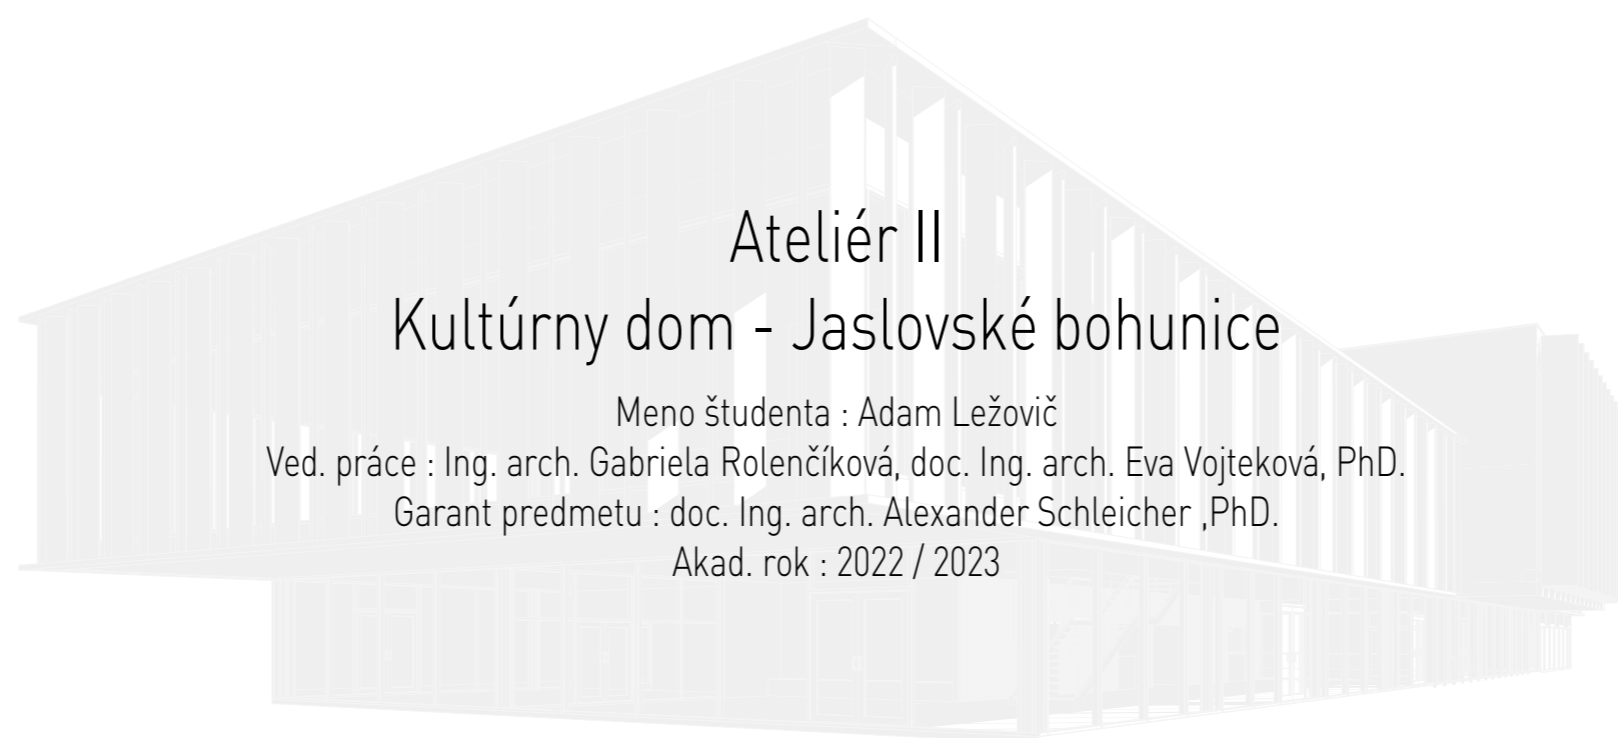 Ateliér II
Kultúrny dom - Jaslovské bohunice
Meno študenta : Adam Ležovič
Ved. práce : Ing. arch. Gabriela Rolenčíková, doc. Ing. arch. Eva Vojteková, PhD.
Garant predmetu : doc. Ing. arch. Alexander Schleicher ,PhD.
Akad. rok : 2022 / 2023